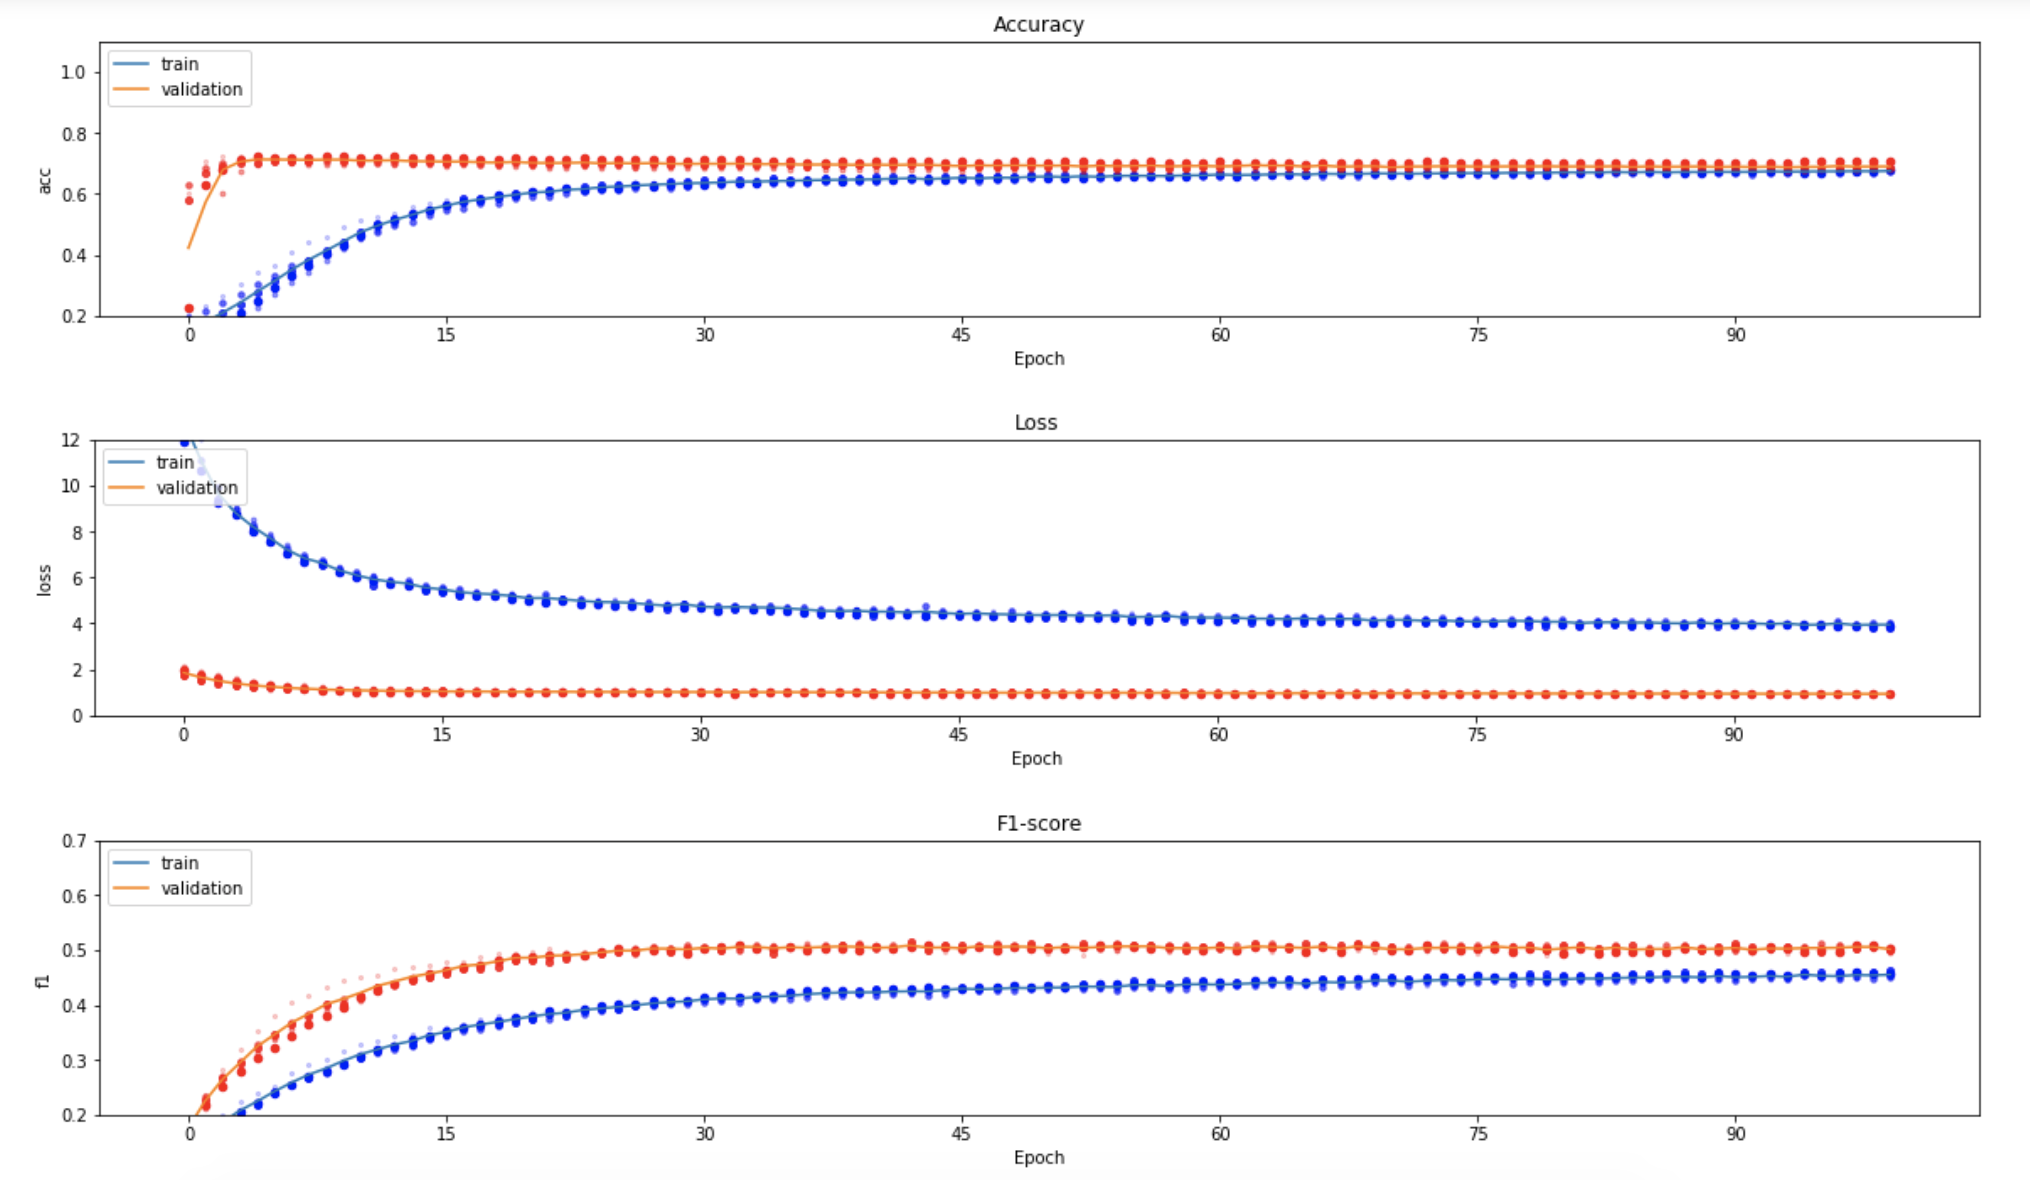 Accuracy
train
validation
1.0
0.8
0.6
0.4
0.2
acc
0 15 30 45 60 75 90
Epoch
Loss
train
validation
12
10
8
6
4
2
0
loss
0 15 30 45 60 75 90
Epoch
F1-score
train
validation
0.7
0.6
0.5
0.4
0.3
0.2
f1
0 15 30 45 60 75 90
Epoch